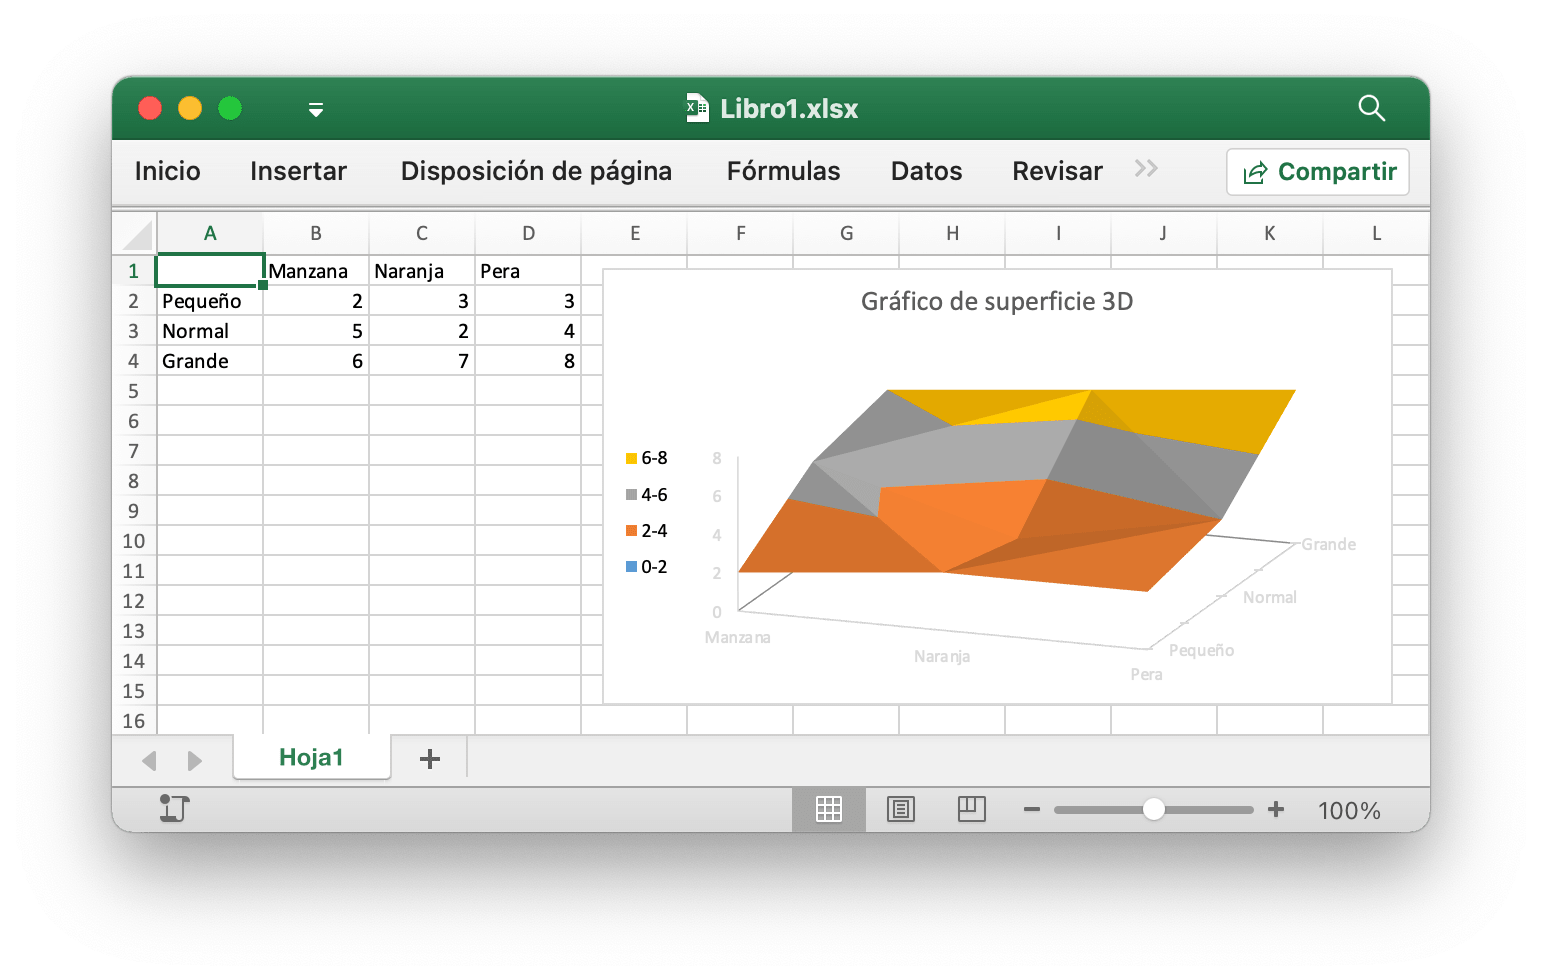 Libro1.xlsx
Inicio Insertar Disposición de página Fórmulas Datos Revisar Compartir
A B C D E F G H I J K L
1 Manzana Naranja Pera
2 Pequeño 2 3 3
3 Normal 5 2 4
4 Grande 6 7 8
5
6
7
8
9
10
11
12
13
14
15
16
Gráfico de superficie 3D
6-8
4-6
2-4
0-2
8
6
4
2
0
Manzana
Naranja
Pera
Grande
Normal
Pequeño
Hoja1
100%